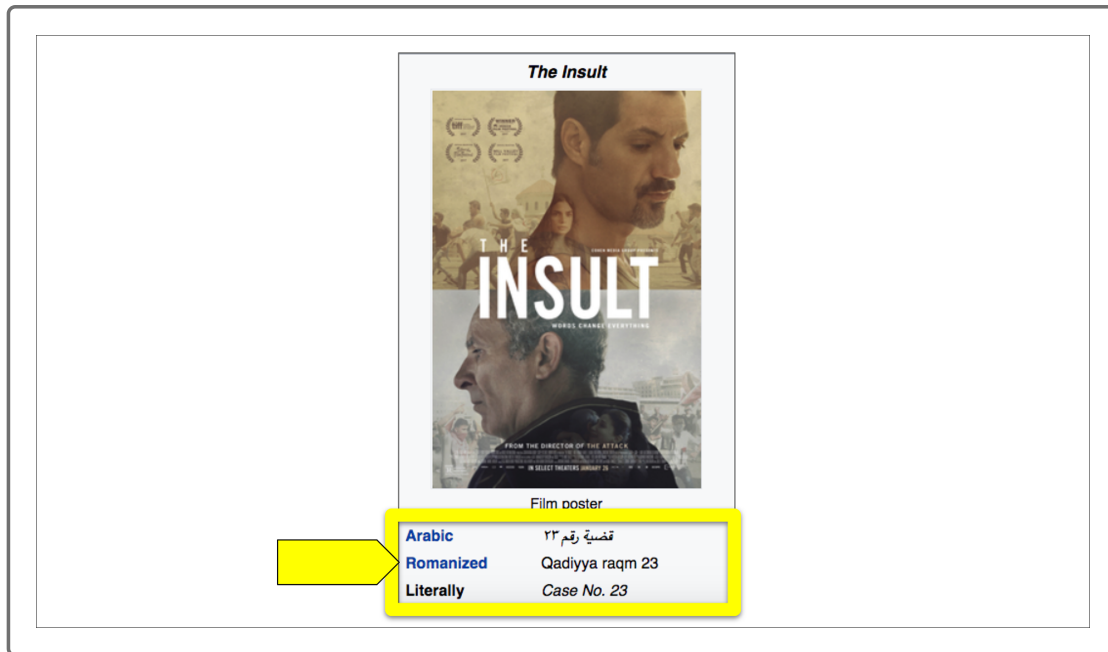 The Insult
THE
INSULT
WORDS CHANGE EVERYTHING
FROM THE DIRECTOR OF THE ATTACK
IN SELECT THEATERS JANUARY 26
Film poster
Arabic قضية رقم ٢٣
Romanized Qadiyya raqm 23
Literally Case No. 23